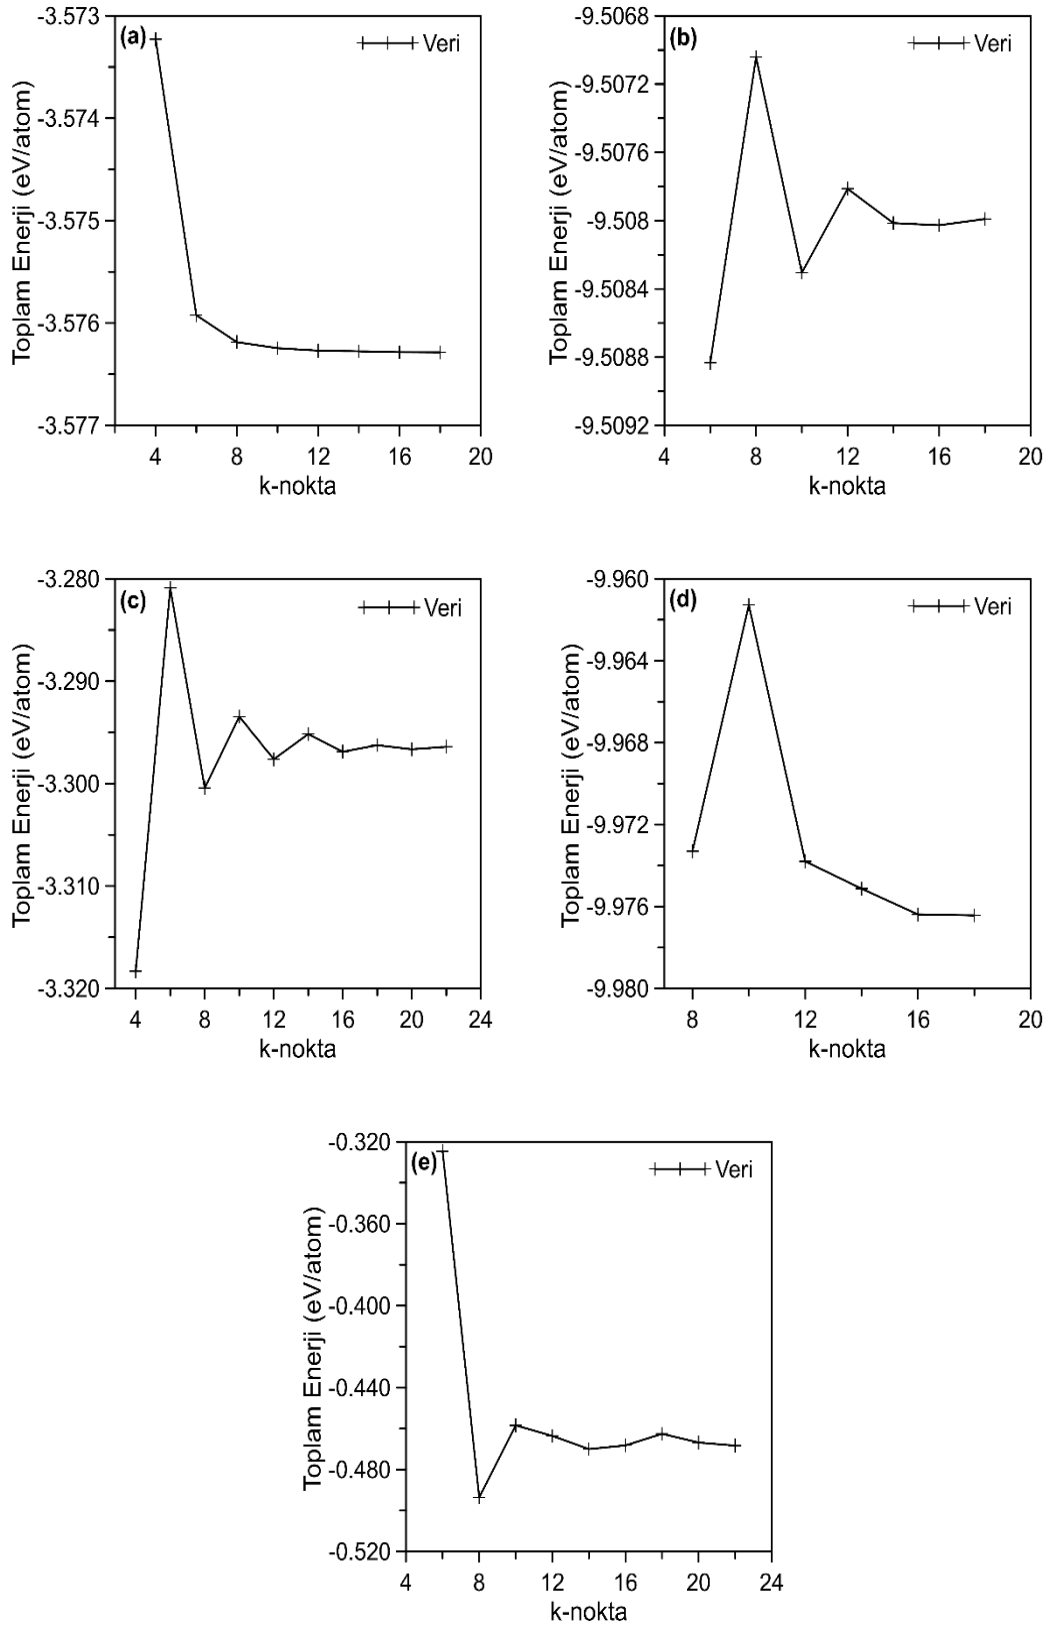 (a)
Veri
Toplam Enerji (eV/atom)
-3.573
-3.574
-3.575
-3.576
-3.577
4 8 12 16 20
k-nokta
(b)
Veri
Toplam Enerji (eV/atom)
-9.5068
-9.5072
-9.5076
-9.508
-9.5084
-9.5088
-9.5092
4 8 12 16 20
k-nokta
(c)
Veri
Toplam Enerji (eV/atom)
-3.280
-3.290
-3.300
-3.310
-3.320
4 8 12 16 20 24
k-nokta
(d)
Veri
Toplam Enerji (eV/atom)
-9.960
-9.964
-9.968
-9.972
-9.976
-9.980
8 12 16 20
k-nokta
(e)
Veri
Toplam Enerji (eV/atom)
-0.320
-0.360
-0.400
-0.440
-0.480
-0.520
4 8 12 16 20 24
k-nokta